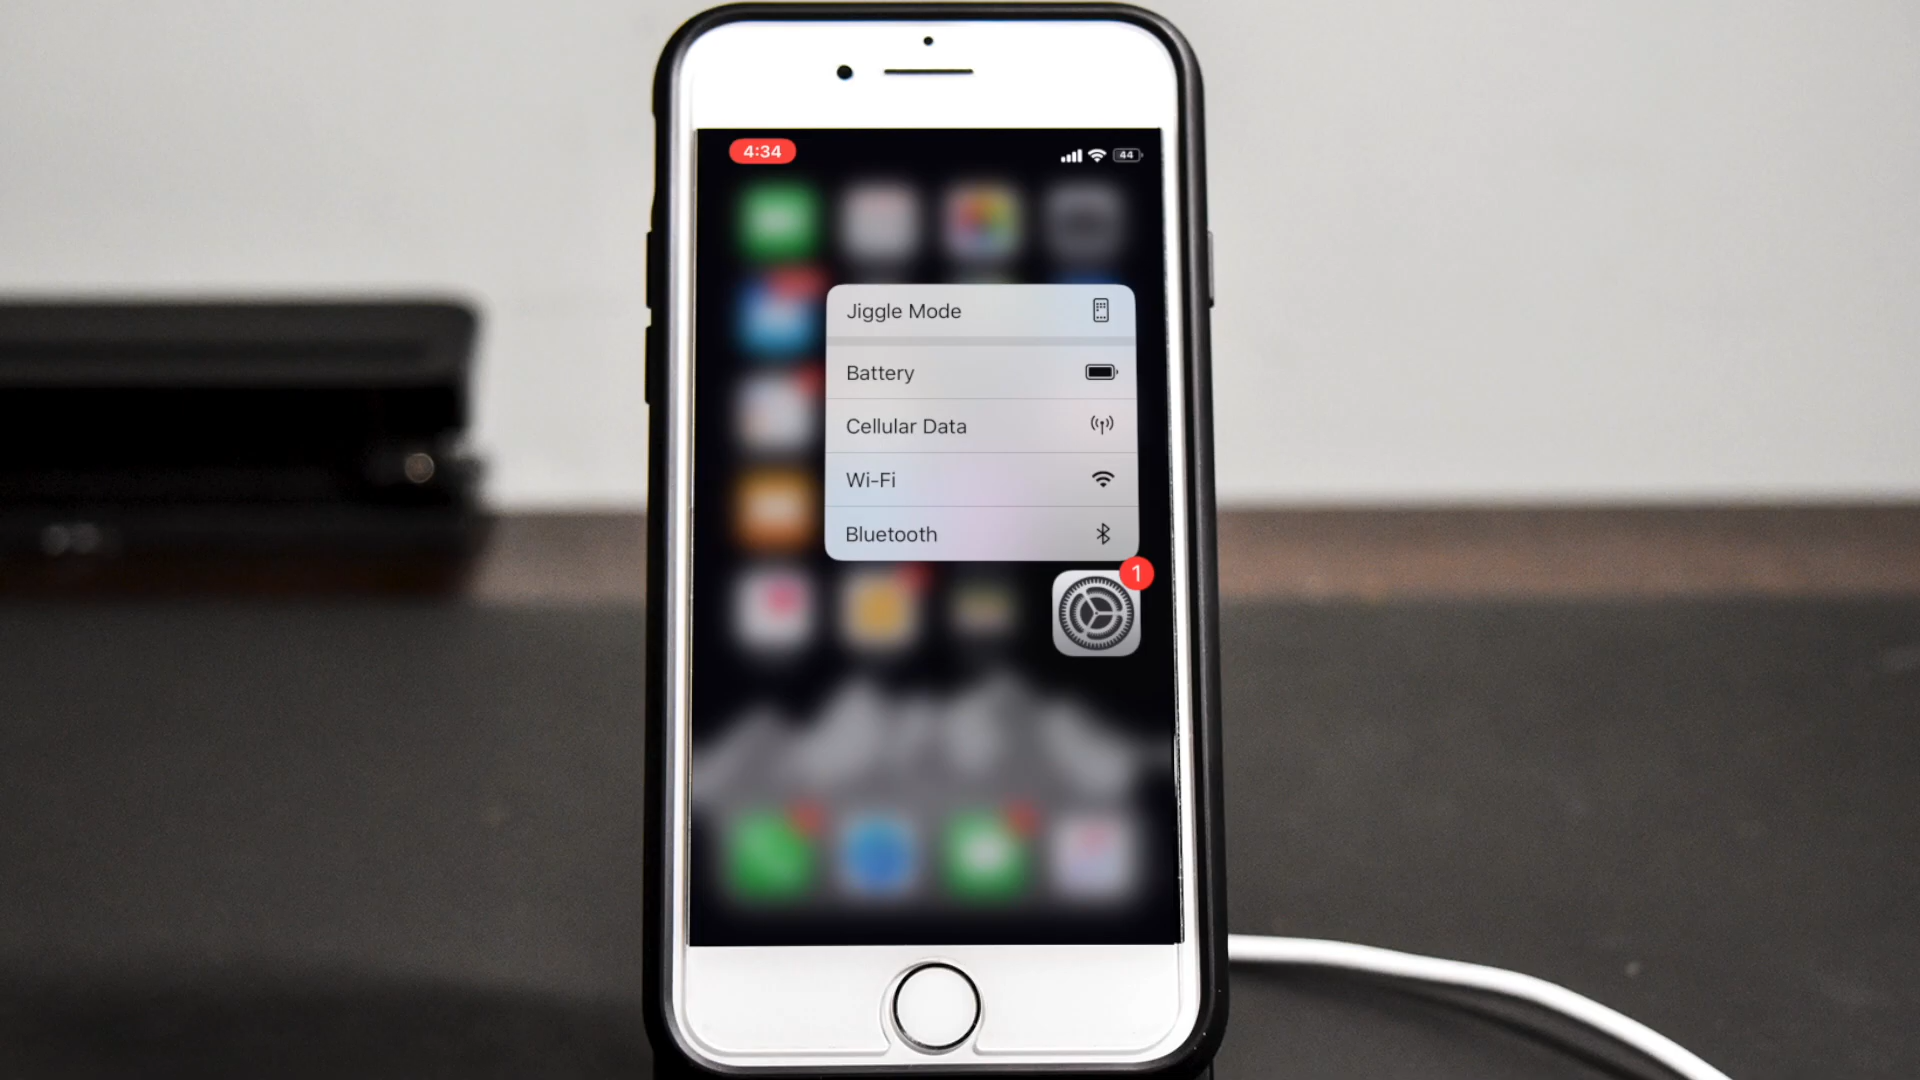 4:34
44
Jiggle Mode
Battery
Cellular Data
Wi-Fi
Bluetooth
1